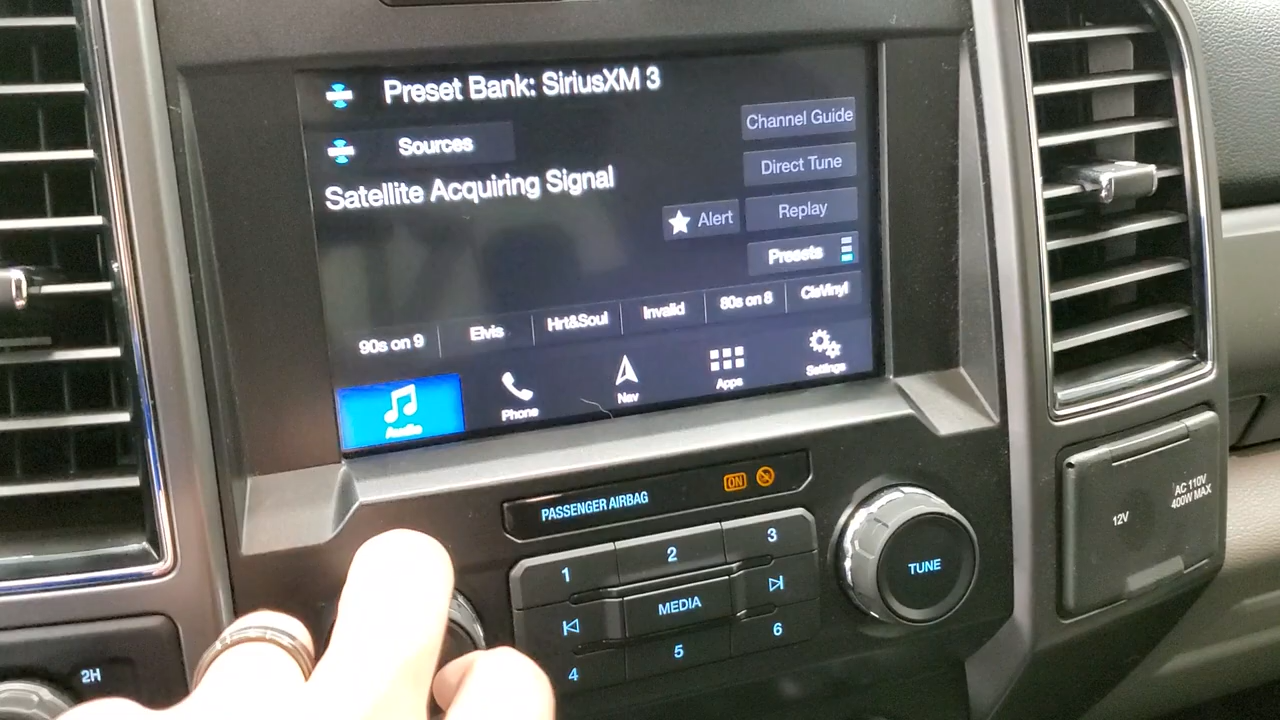 Preset Bank: SiriusXM 3
Channel Guide
Sources
Direct Tune
Satellite Acquiring Signal
Alert
Replay
Presets
90s on 9
Elvis
Hrt&Soul
Invalid
80s on 8
ClsVinyl
Audio
Phone
Nav
Apps
Settings
PASSENGER AIRBAG
ON
1
2
3
MEDIA
4
5
6
TUNE
12V
AC 110V
400W MAX
2H